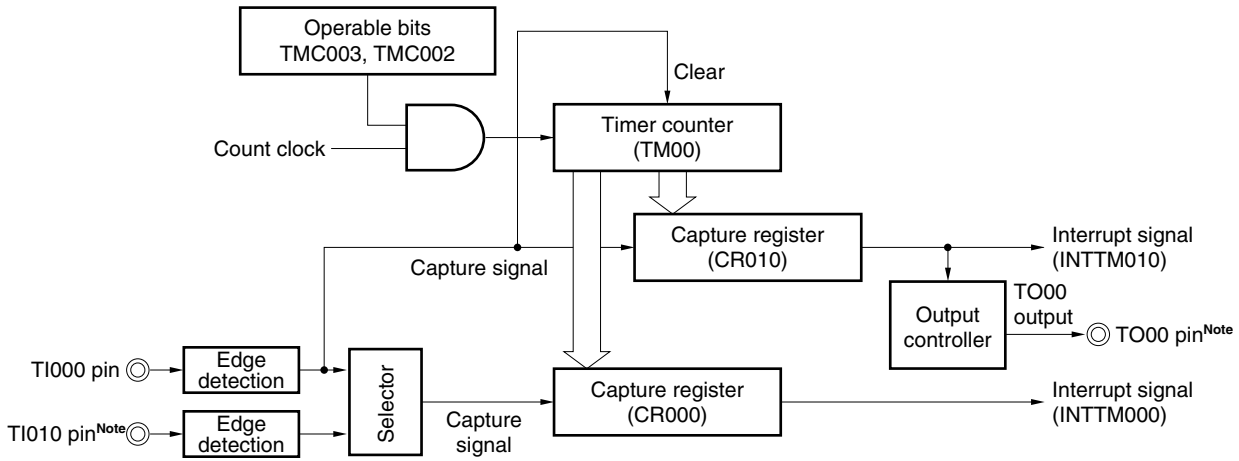 Operable bits
TMC003, TMC002
Clear
Timer counter
(TM00)
Count clock
Capture register
(CR010)
Interrupt signal
(INTTM010)
Capture signal
TO00
output
Output
controller
TO00 pinNote
TI000 pin
Edge
detection
Selector
Capture register
(CR000)
Interrupt signal
(INTTM000)
Capture
signal
TI010 pinNote
Edge
detection